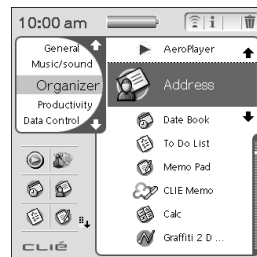 10:00 am
General
Music/sound
Organizer
Productivity
Data Control
CLIÉ
AeroPlayer
Address
Date Book
To Do List
Memo Pad
CLIE Memo
Calc
Graffiti 2 D ...